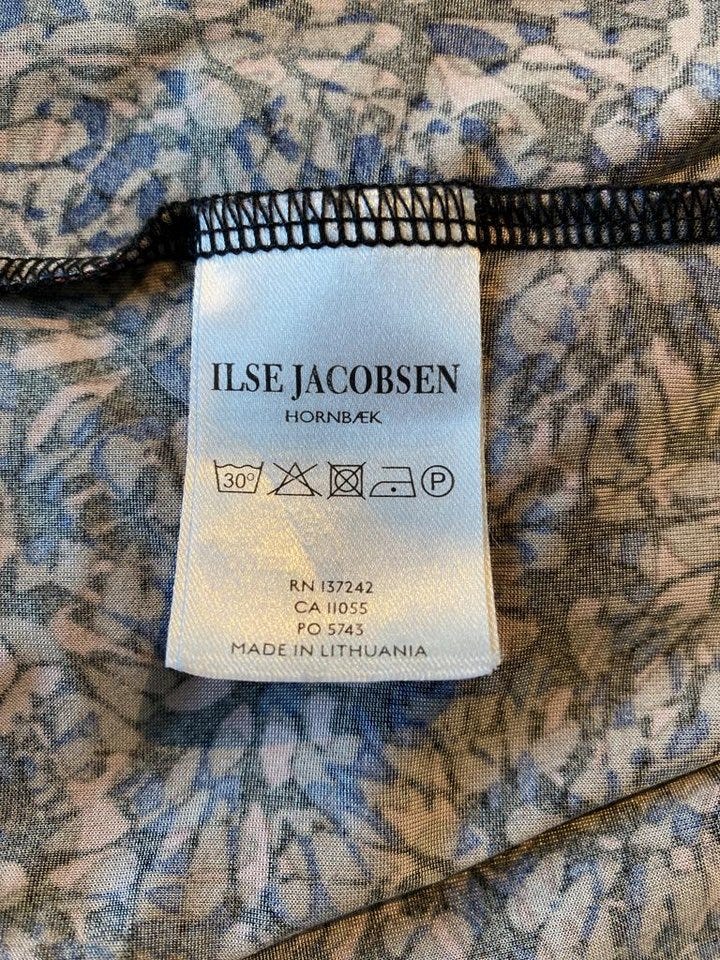 ILSE JACOBSEN
HORNBÆK
30° P
RN 137242
CA 11055
PO 5743
MADE IN LITHUANIA